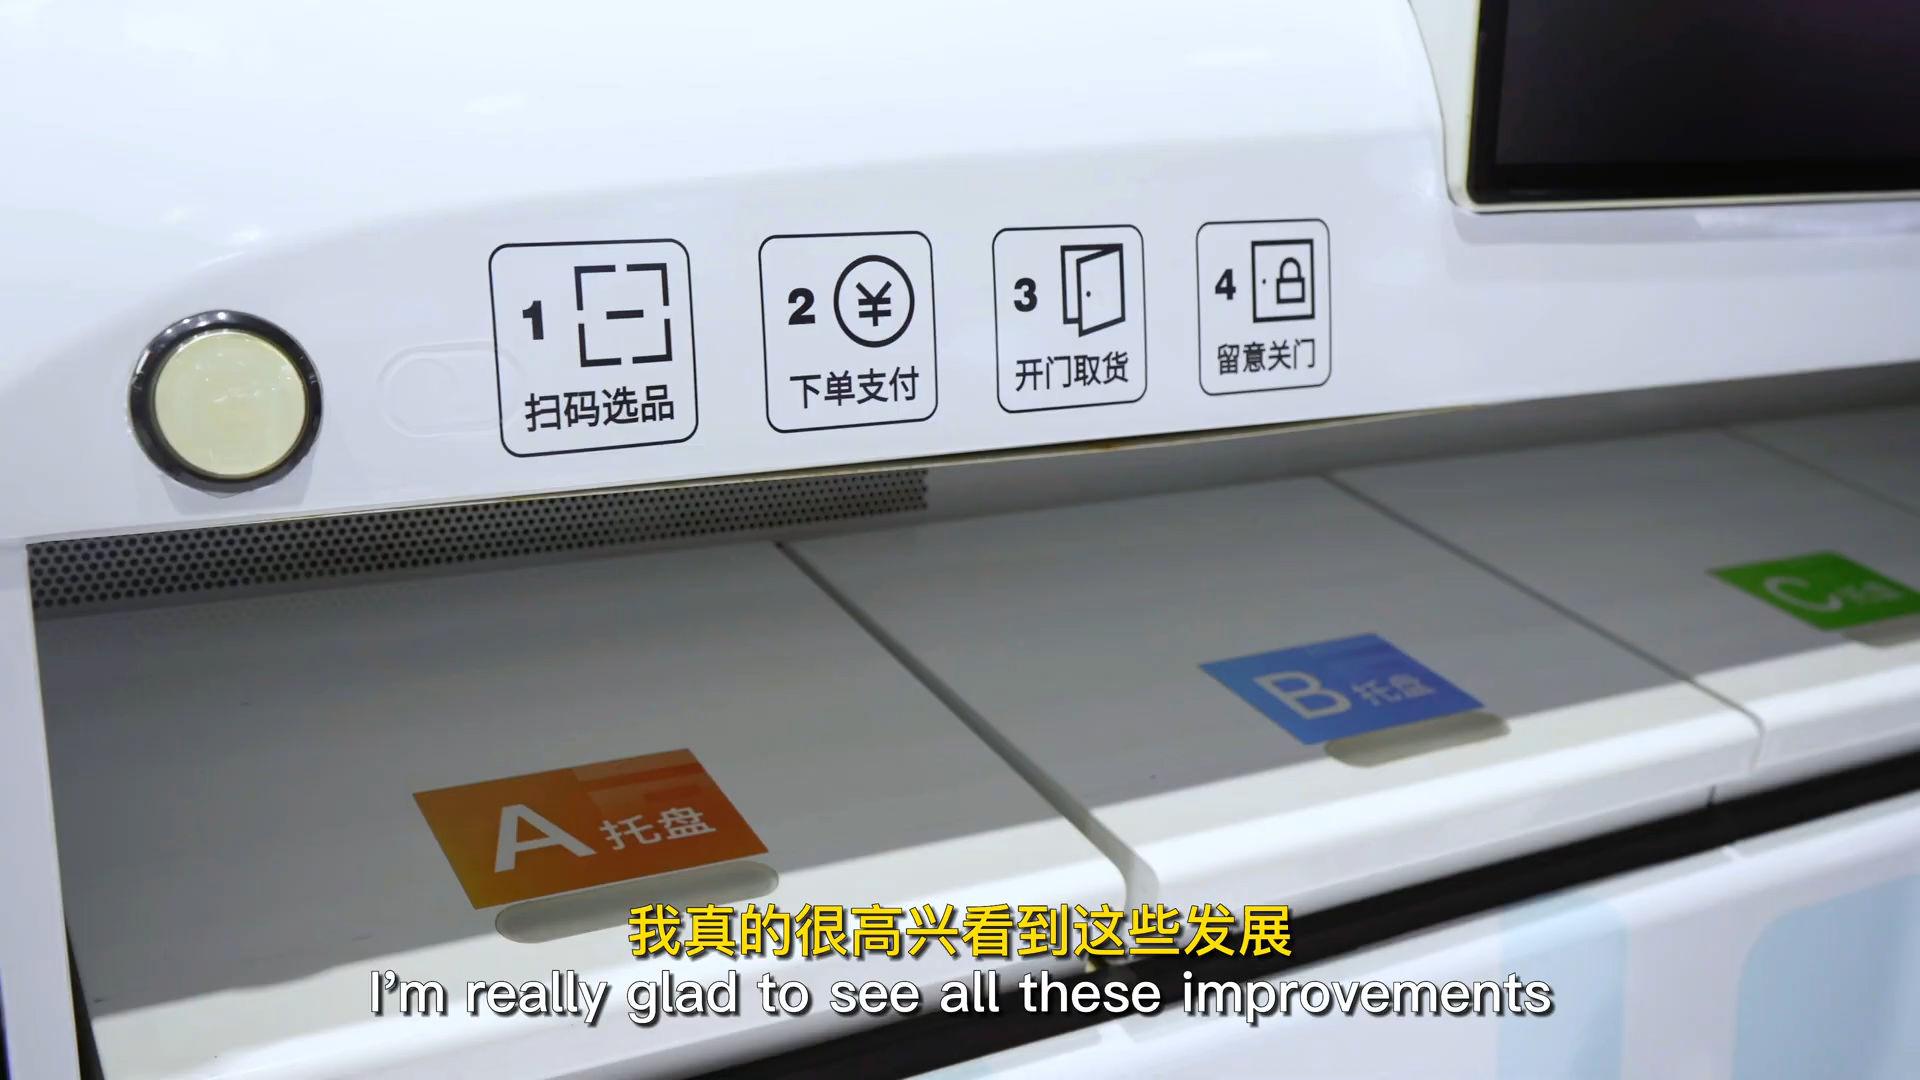 1
扫码选品
2 ¥
下单支付
3
开门取货
4
留意关门
A 托盘
B 托盘
C 托盘
我真的很高兴看到这些发展
I'm really glad to see all these improvements